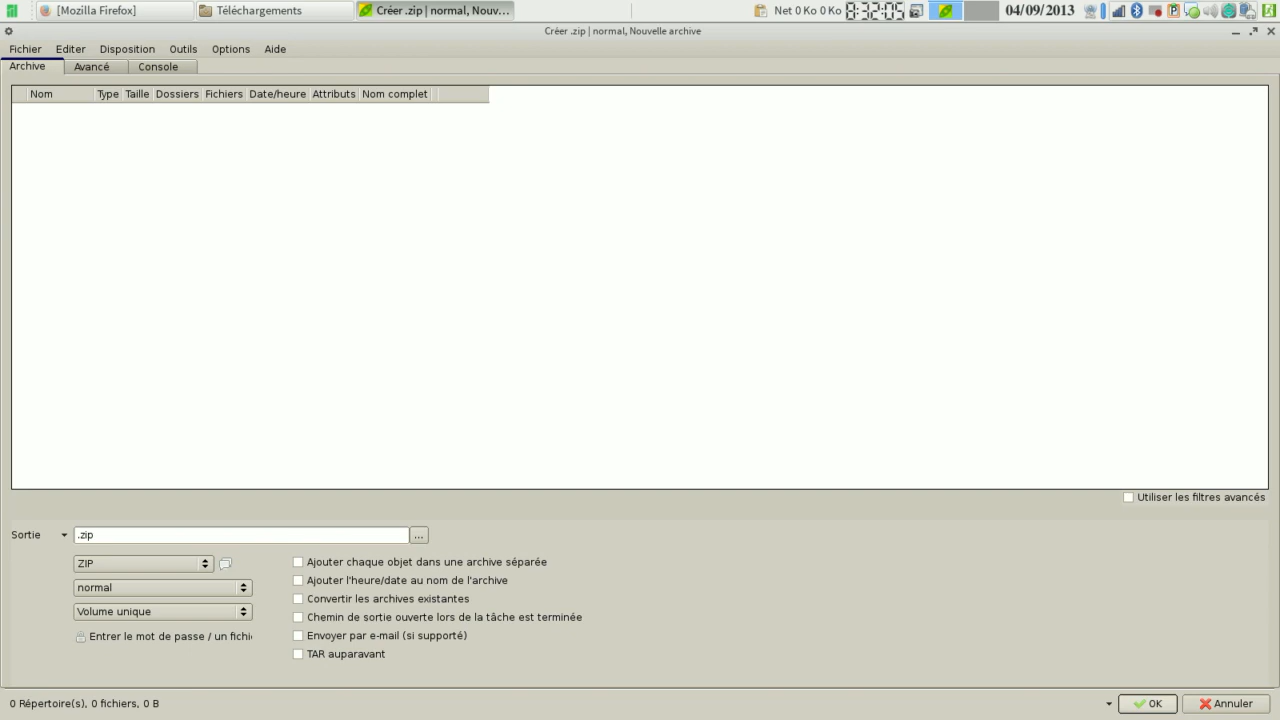 [Mozilla Firefox] Téléchargements Créer .zip | normal, Nouv... Net 0 Ko 0 Ko 8:32:05 04/09/2013
Créer .zip | normal, Nouvelle archive
Fichier Editer Disposition Outils Options Aide
Archive Avancé Console
Nom Type Taille Dossiers Fichiers Date/heure Attributs Nom complet
Utiliser les filtres avancés
Sortie .zip ...
ZIP Ajouter chaque objet dans une archive séparée
Ajouter l'heure/date au nom de l'archive
normal
Convertir les archives existantes
Volume unique
Chemin de sortie ouverte lors de la tâche est terminée
Entrer le mot de passe / un fichi Envoyer par e-mail (si supporté)
TAR auparavant
0 Répertoire(s), 0 fichiers, 0 B OK Annuler